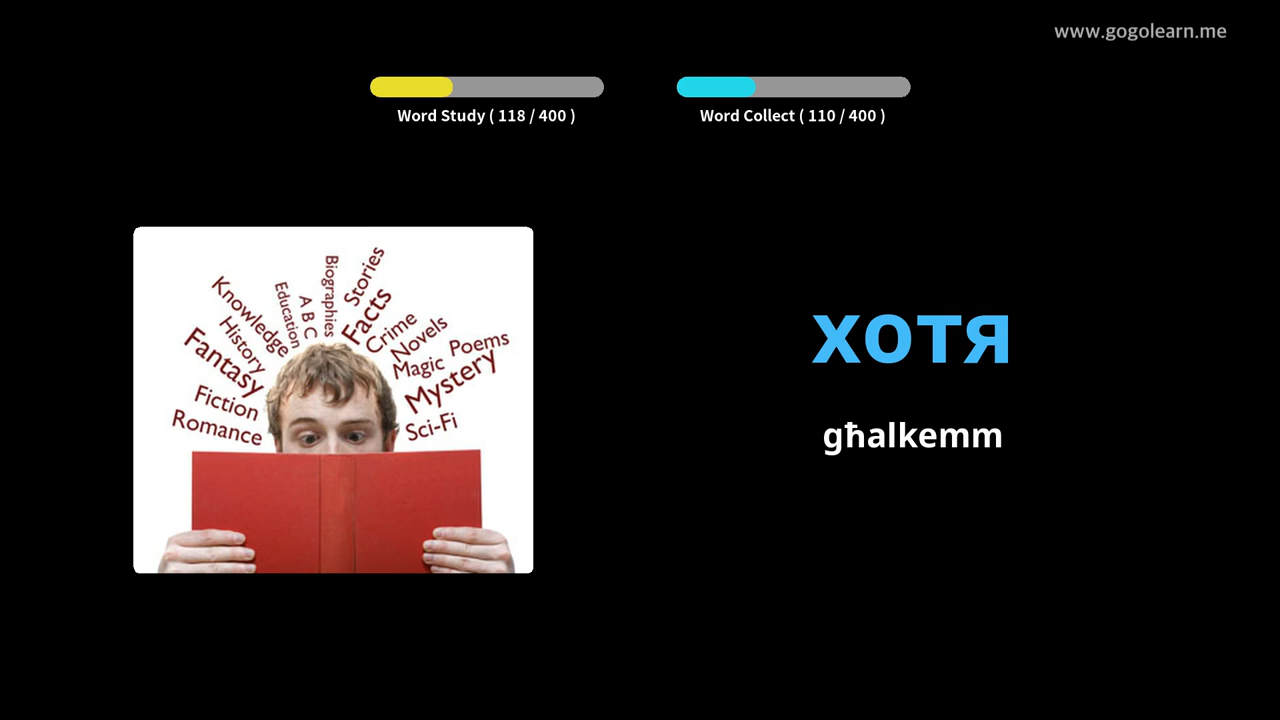 www.gogolearn.me
Word Study ( 118 / 400 )
Word Collect ( 110 / 400 )
Biographies
Stories
Education
A B C
Facts
Knowledge
Crime
History
Novels
Fantasy
Magic
Poems
Mystery
Fiction
Romance
Sci-Fi
хотя
għalkemm